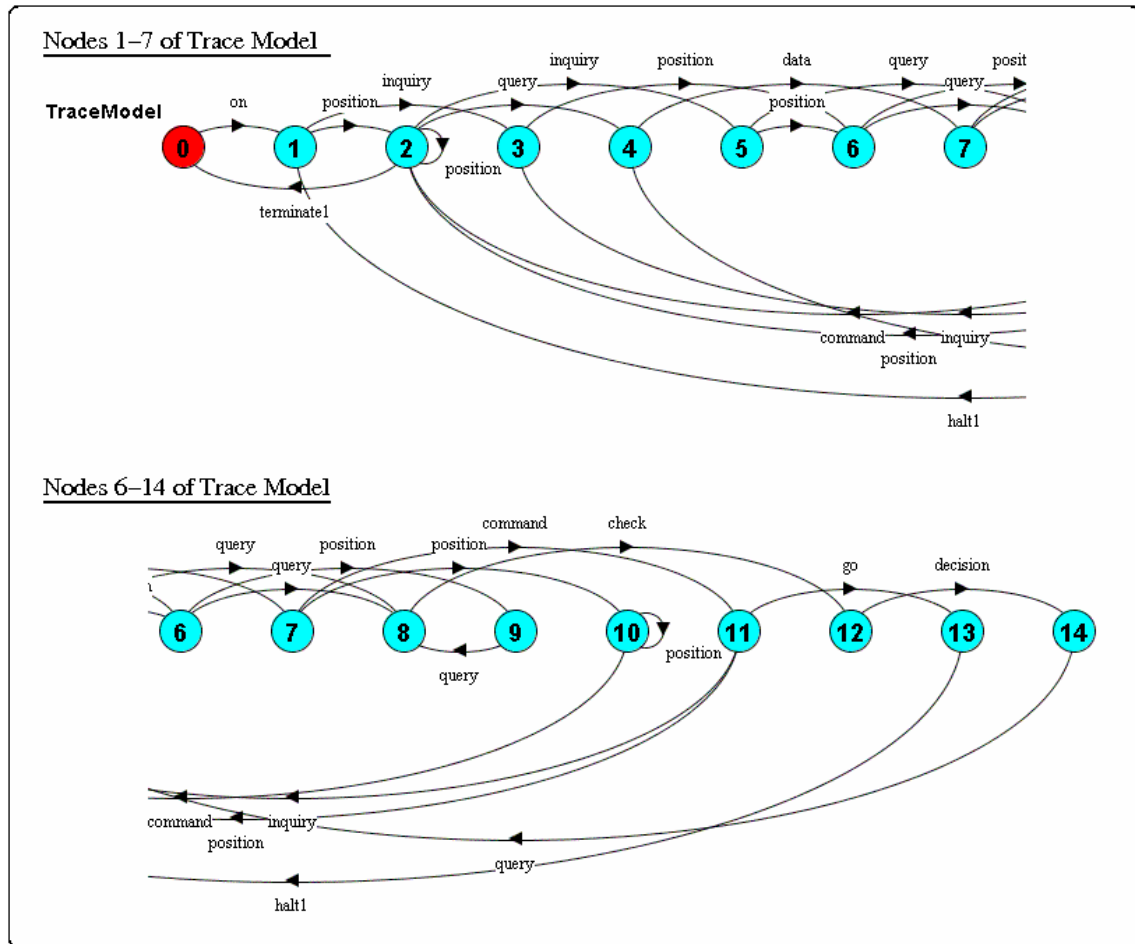 Nodes 1–7 of Trace Model
inquiry position data query posit
inquiry query query
on position position
TraceModel
0 1 2 3 4 5 6 7
position
terminate1
command inquiry
position
halt1
Nodes 6–14 of Trace Model
command check
query position position
query go decision
n
6 7 8 9 10 11 12 13 14
position
query
command inquiry
position
query
halt1